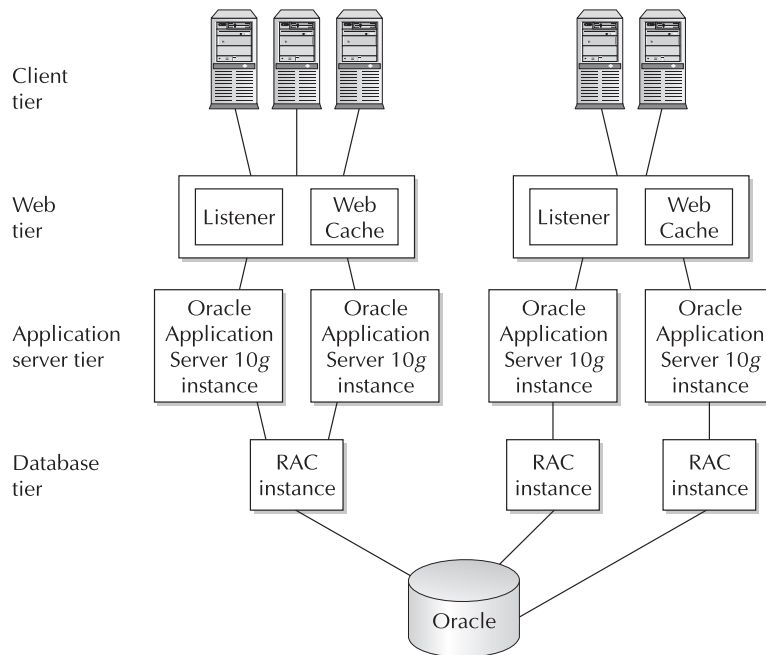 Client
tier
Web
tier
Listener
Web
Cache
Listener
Web
Cache
Application
server tier
Oracle
Application
Server 10g
instance
Oracle
Application
Server 10g
instance
Oracle
Application
Server 10g
instance
Oracle
Application
Server 10g
instance
Database
tier
RAC
instance
RAC
instance
RAC
instance
Oracle